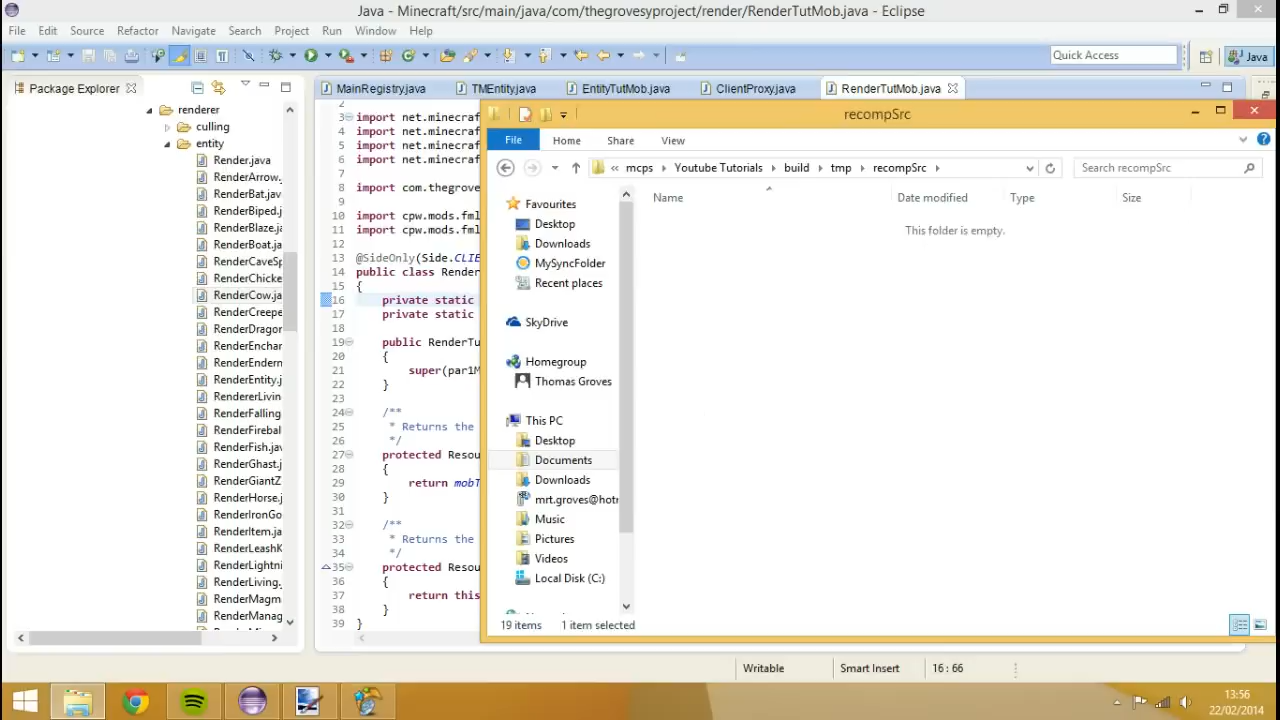 Java - Minecraft/src/main/java/com/thegrovesyproject/render/RenderTutMob.java - Eclipse
File Edit Source Refactor Navigate Search Project Run Window Help
Quick Access
Java
Package Explorer
renderer
culling
entity
Render.java
RenderArrow.
RenderBat.jav
RenderBiped.
RenderBlaze.j
RenderBoat.ja
RenderCaveSp
RenderChicke
RenderCow.ja
RenderCreepe
RenderDragor
RenderEnchar
RenderEndern
RenderEntity.j
RendererLivin
RenderFalling
RenderFirebal
RenderFish.jav
RenderGhast.j
RenderGiantZ
RenderHorse.j
RenderIronGo
RenderItem.ja
RenderLeashK
RenderLightni
RenderLiving.
RenderMagm
RenderManag
MainRegistry.java TMEntity.java EntityTutMob.java ClientProxy.java RenderTutMob.java
2
3 import net.minecraf
4 import net.minecraf
5 import net.minecraf
6 import net.minecraf
7
8 import com.thegrove
9
10 import cpw.mods.fml
11 import cpw.mods.fml
12
13 @SideOnly(Side.CLIE
14 public class Render
15 {
16 private static
17 private static
18
19 public RenderTu
20 {
21 super(par1M
22 }
23
24 /**
25 * Returns the
26 */
27 protected Resou
28 {
29 return mobT
30 }
31
32 /**
33 * Returns the
34 */
35 protected Resou
36 {
37 return this
38 }
39 }
recompSrc
File Home Share View
« mcps Youtube Tutorials build tmp recompSrc
Search recompSrc
Name Date modified Type Size
This folder is empty.
Favourites
Desktop
Downloads
MySyncFolder
Recent places
SkyDrive
Homegroup
Thomas Groves
This PC
Desktop
Documents
Downloads
mrt.groves@hotr
Music
Pictures
Videos
Local Disk (C:)
19 items 1 item selected
Writable Smart Insert 16 : 66
13:56
22/02/2014